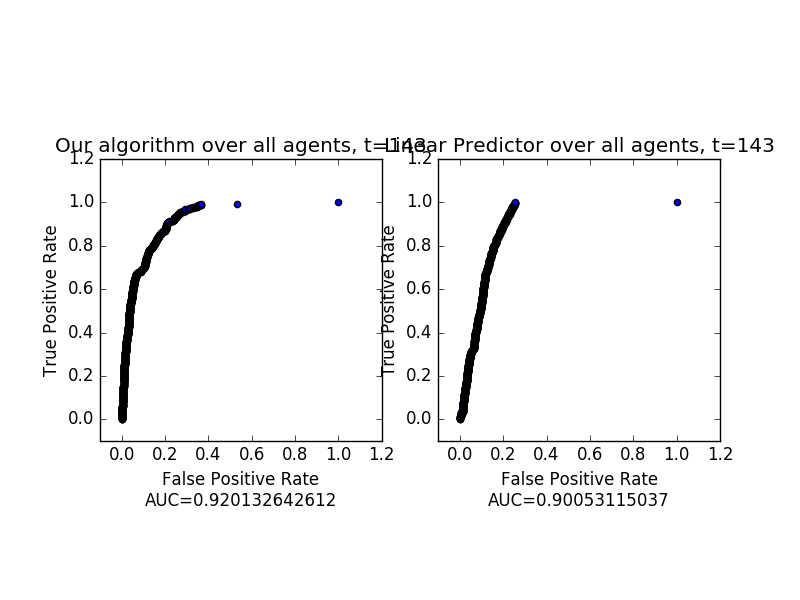 Our algorithm over all agents, t=143
Linear Predictor over all agents, t=143
1.2
1.0
0.8
0.6
0.4
0.2
0.0
True Positive Rate
0.0 0.2 0.4 0.6 0.8 1.0 1.2
False Positive Rate
AUC=0.920132642612
1.2
1.0
0.8
0.6
0.4
0.2
0.0
True Positive Rate
0.0 0.2 0.4 0.6 0.8 1.0 1.2
False Positive Rate
AUC=0.90053115037